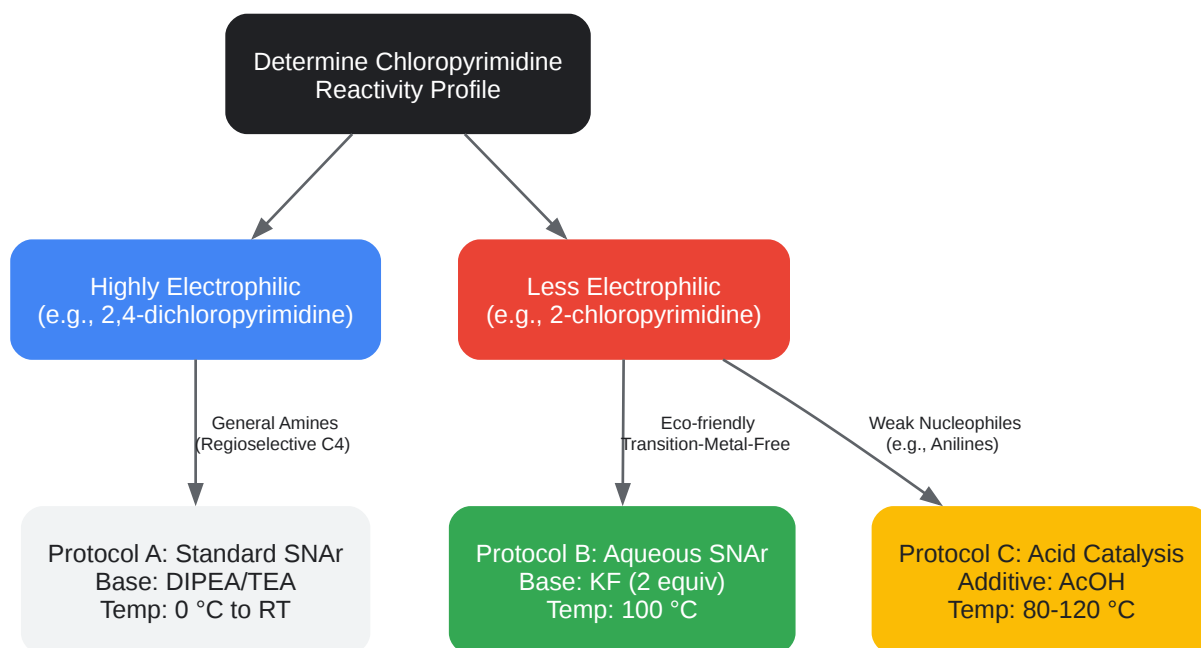 Determine Chloropyrimidine
Reactivity Profile
Highly Electrophilic
(e.g., 2,4-dichloropyrimidine)
Less Electrophilic
(e.g., 2-chloropyrimidine)
General Amines
(Regioselective C4)
Eco-friendly
Transition-Metal-Free
Weak Nucleophiles
(e.g., Anilines)
Protocol A: Standard SNAr
Base: DIPEA/TEA
Temp: 0 °C to RT
Protocol B: Aqueous SNAr
Base: KF (2 equiv)
Temp: 100 °C
Protocol C: Acid Catalysis
Additive: AcOH
Temp: 80-120 °C